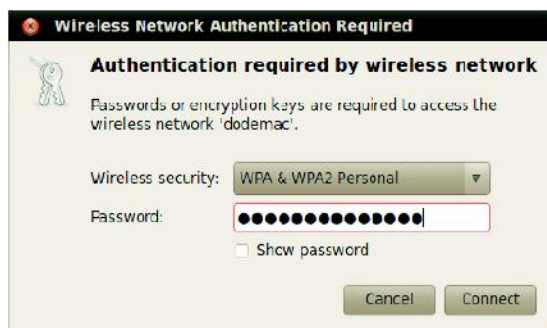 Wireless Network Authentication Required
Authentication required by wireless network
Passwords or encryption keys are required to access the
wireless network 'dodemac'.
Wireless security: WPA & WPA2 Personal
Password: ●●●●●●●●●●●●●●
Show password
Cancel Connect